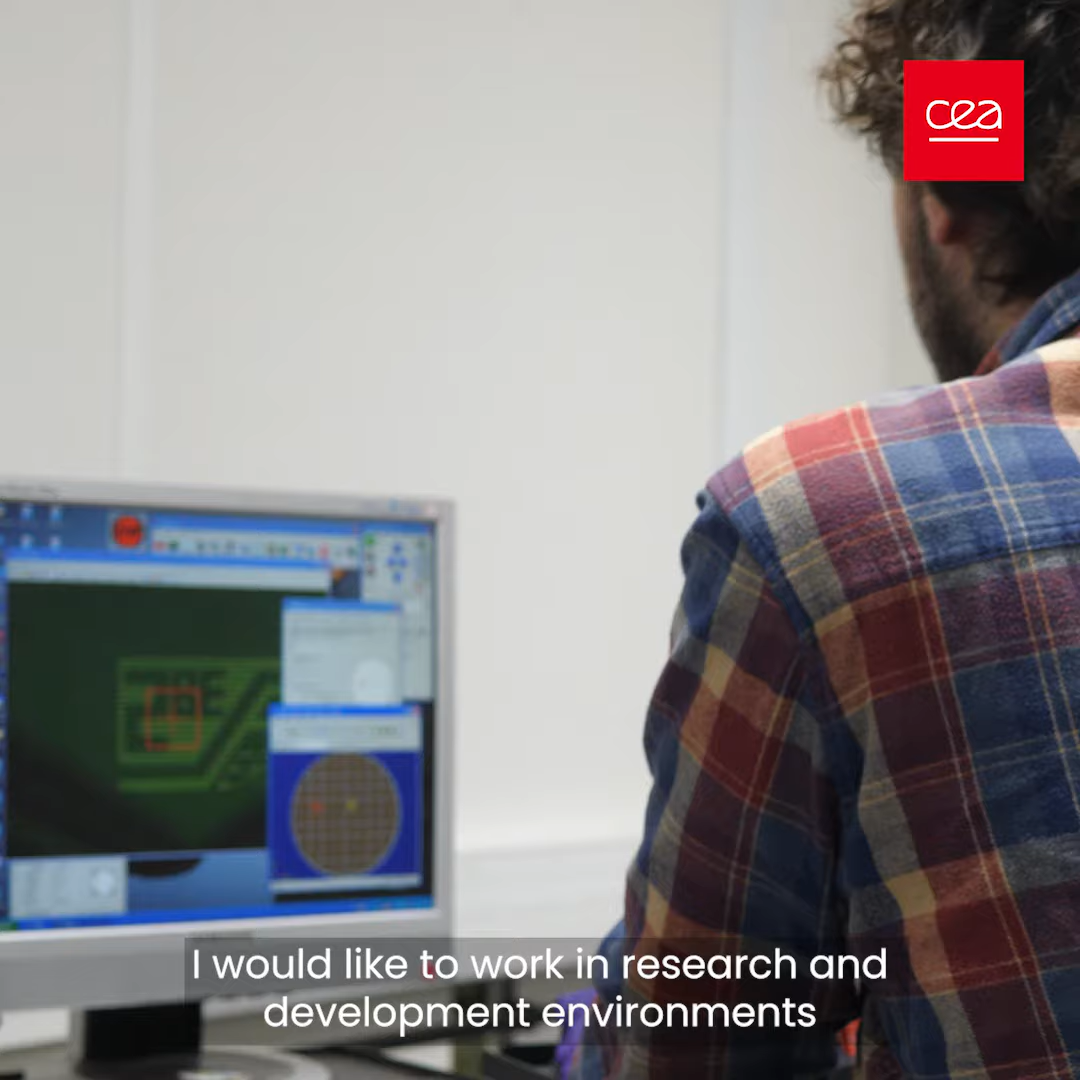 cea
I would like to work in research and
development environments